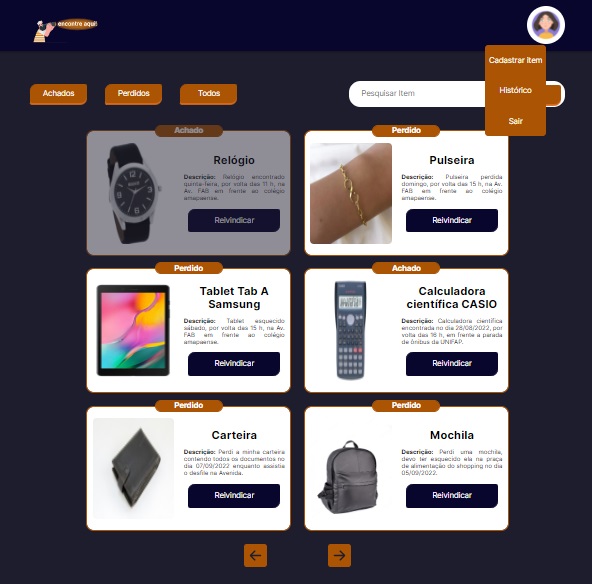 encontre aqui!
Cadastrar item
Histórico
Sair
Achados
Perdidos
Todos
Pesquisar Item
Achado
Relógio
Descrição: Relógio encontrado
quinta-feira, por volta das 11 h, na
Av. FAB em frente ao colégio
amapaense.
Reivindicar
Perdido
Pulseira
Descrição: Pulseira perdida
domingo, por volta das 15 h, na Av.
FAB em frente ao colégio
amapaense.
Reivindicar
Perdido
Tablet Tab A
Samsung
Descrição: Tablet esquecido
sábado, por volta das 15 h, na Av.
FAB em frente ao colégio
amapaense.
Reivindicar
Achado
Calculadora
científica CASIO
Descrição: Calculadora científica
encontrada no dia 28/08/2022, por
volta das 16 h, em frente a parada
de ônibus da UNIFAP.
Reivindicar
Perdido
Carteira
Descrição: Perdi a minha carteira
contendo todos os documentos no
dia 07/09/2022 enquanto assistia
o desfile na Avenida.
Reivindicar
Perdido
Mochila
Descrição: Perdi uma mochila,
devo ter esquecido ela na praça
de alimentação do shopping no dia
05/09/2022.
Reivindicar